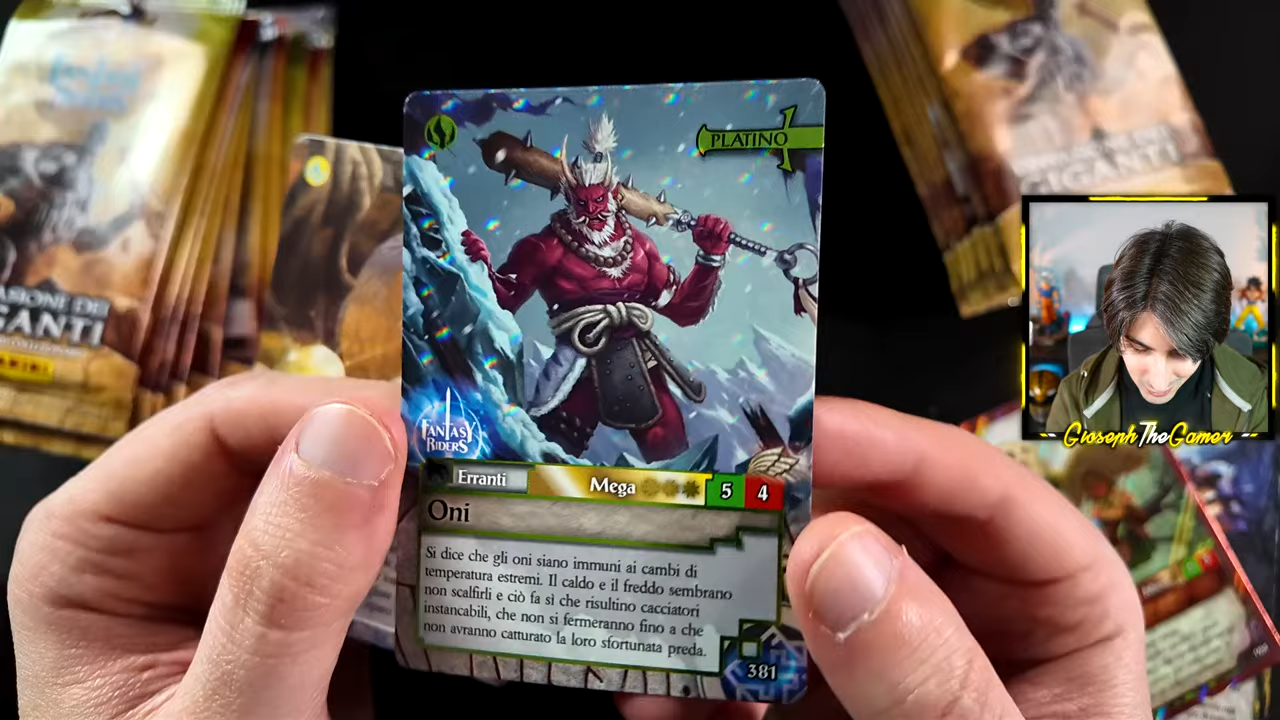 PLATINO
FANTASY
RIDERS
Erranti
Mega
5
4
Oni
Si dice che gli oni siano immuni ai cambi di
temperatura estremi. Il caldo e il freddo sembrano
non scalfirli e ciò fa sì che risultino cacciatori
instancabili, che non si fermeranno fino a che
non avranno catturato la loro sfortunata preda.
381
GIGANTI
GiosephTheGamer